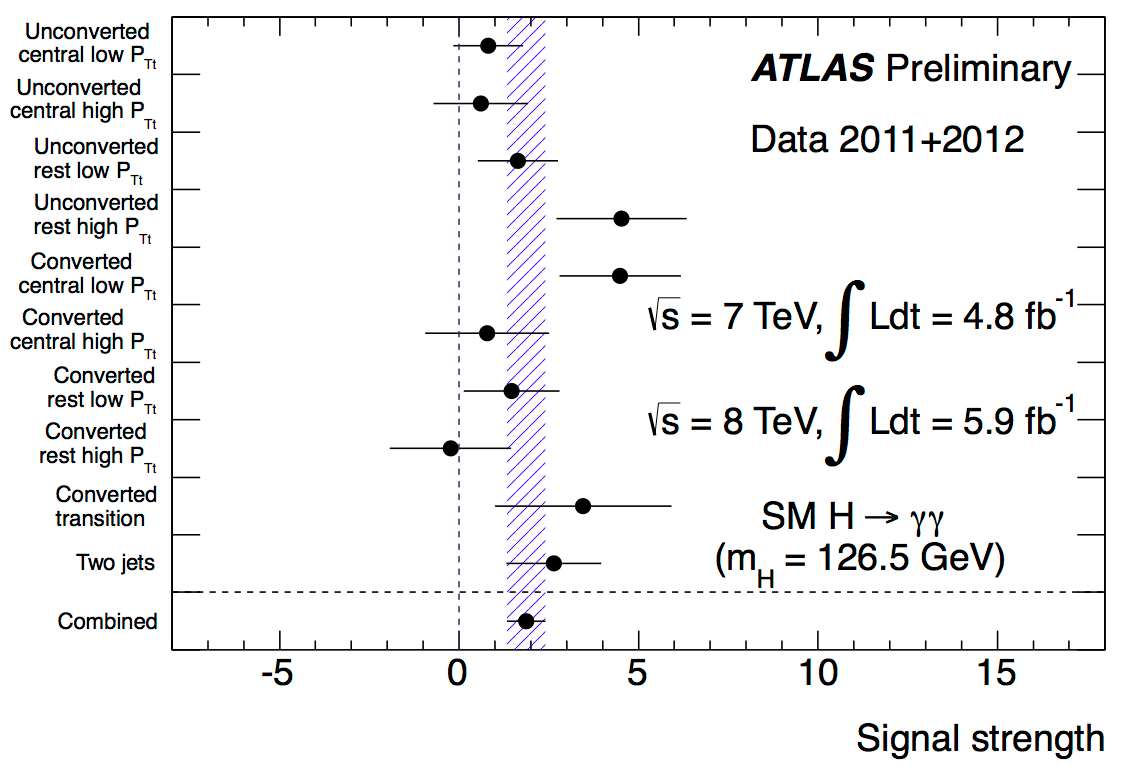 Unconverted
central low P_Tt
Unconverted
central high P_Tt
Unconverted
rest low P_Tt
Unconverted
rest high P_Tt
Converted
central low P_Tt
Converted
central high P_Tt
Converted
rest low P_Tt
Converted
rest high P_Tt
Converted
transition
Two jets
Combined
ATLAS Preliminary
Data 2011+2012
√s = 7 TeV, ∫ Ldt = 4.8 fb⁻¹
√s = 8 TeV, ∫ Ldt = 5.9 fb⁻¹
SM H → γγ
(m_H = 126.5 GeV)
-5 0 5 10 15
Signal strength